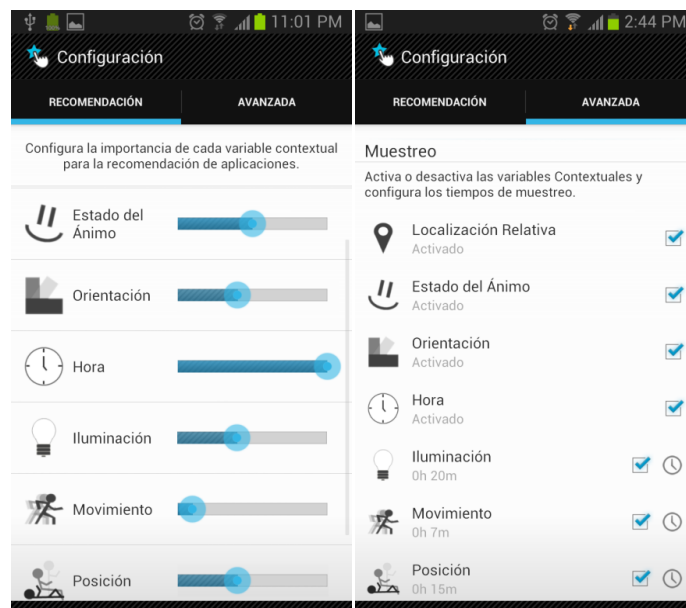 11:01 PM
Configuración
RECOMENDACIÓN
AVANZADA
Configura la importancia de cada variable contextual
para la recomendación de aplicaciones.
Estado del
Ánimo
Orientación
Hora
Iluminación
Movimiento
Posición
2:44 PM
Configuración
RECOMENDACIÓN
AVANZADA
Muestreo
Activa o desactiva las variables Contextuales y
configura los tiempos de muestreo.
Localización Relativa
Activado
Estado del Ánimo
Activado
Orientación
Activado
Hora
Activado
Iluminación
0h 20m
Movimiento
0h 7m
Posición
0h 15m